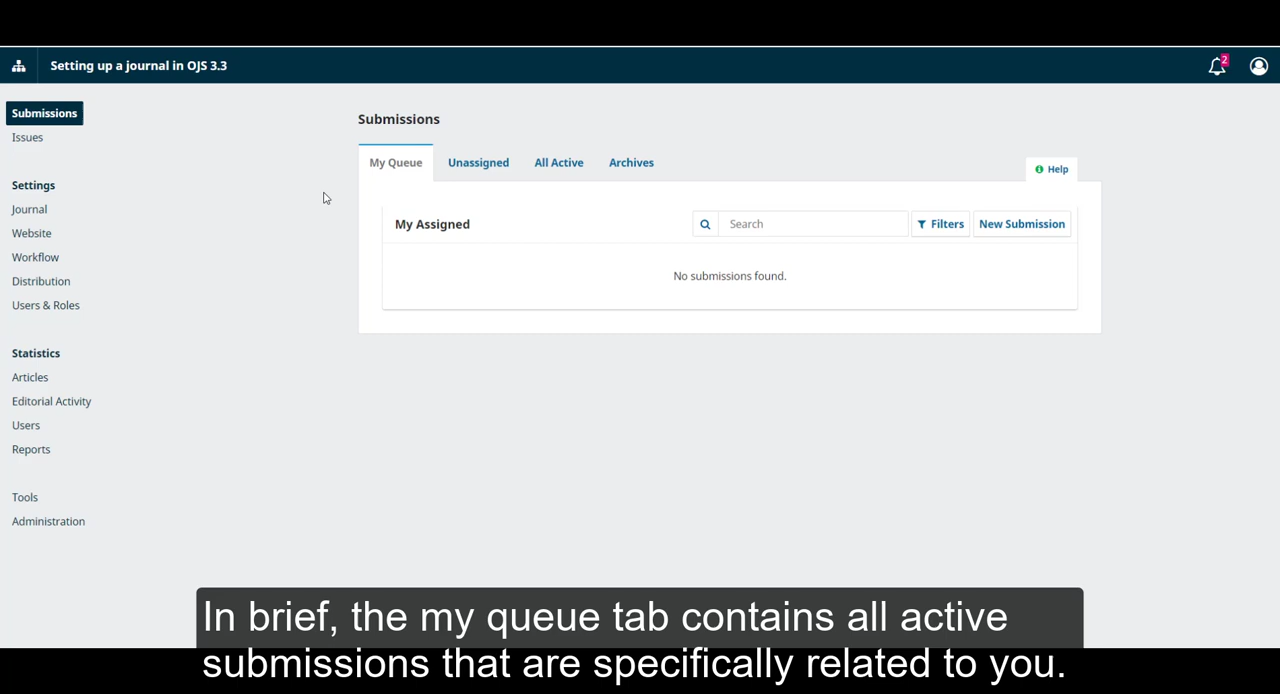 Setting up a journal in OJS 3.3
2
Submissions
Issues
Settings
Journal
Website
Workflow
Distribution
Users & Roles
Statistics
Articles
Editorial Activity
Users
Reports
Tools
Administration
Submissions
My Queue Unassigned All Active Archives
Help
My Assigned Search Filters New Submission
No submissions found.
In brief, the my queue tab contains all active
submissions that are specifically related to you.